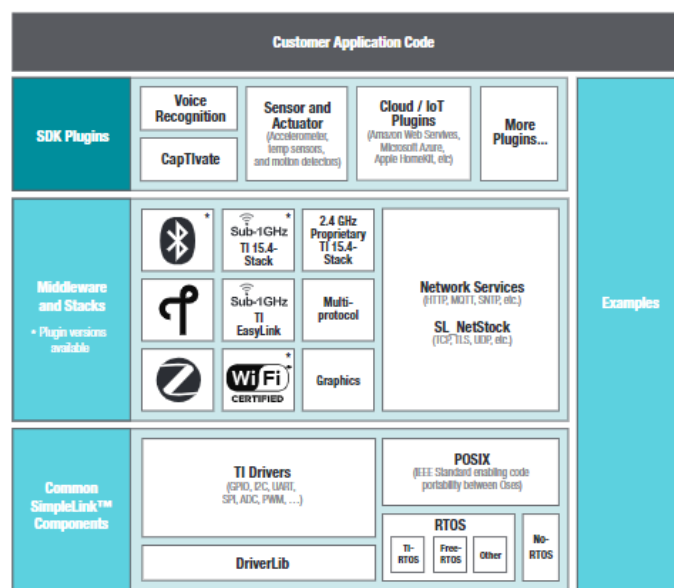 Customer Application Code
SDK Plugins
Voice
Recognition
CapTIvate
Sensor and
Actuator
(Accelerometer,
temp sensors,
and motion detectors)
Cloud / IoT
Plugins
(Amazon Web Servives,
Microsoft Azure,
Apple HomeKit, etc)
More
Plugins...
Examples
Middleware
and Stacks
• Plugin versions
available
*
*
Sub-1GHz
TI 15.4-
Stack
2.4 GHz
Proprietary
TI 15.4-
Stack
Sub-1GHz
TI
EasyLink
Multi-
protocol
*
Wi Fi
CERTIFIED
Graphics
Network Services
(HTTP, MQTT, SNTP, etc.)
SL_NetStock
(TCP, TLS, UDP, etc.)
Common
SimpleLink™
Components
TI Drivers
(GPIO, I2C, UART,
SPI, ADC, PWM, …)
DriverLib
POSIX
(IEEE Standard enabling code
portability between Oses)
RTOS
TI-
RTOS
Free-
RTOS
Other
No-
RTOS